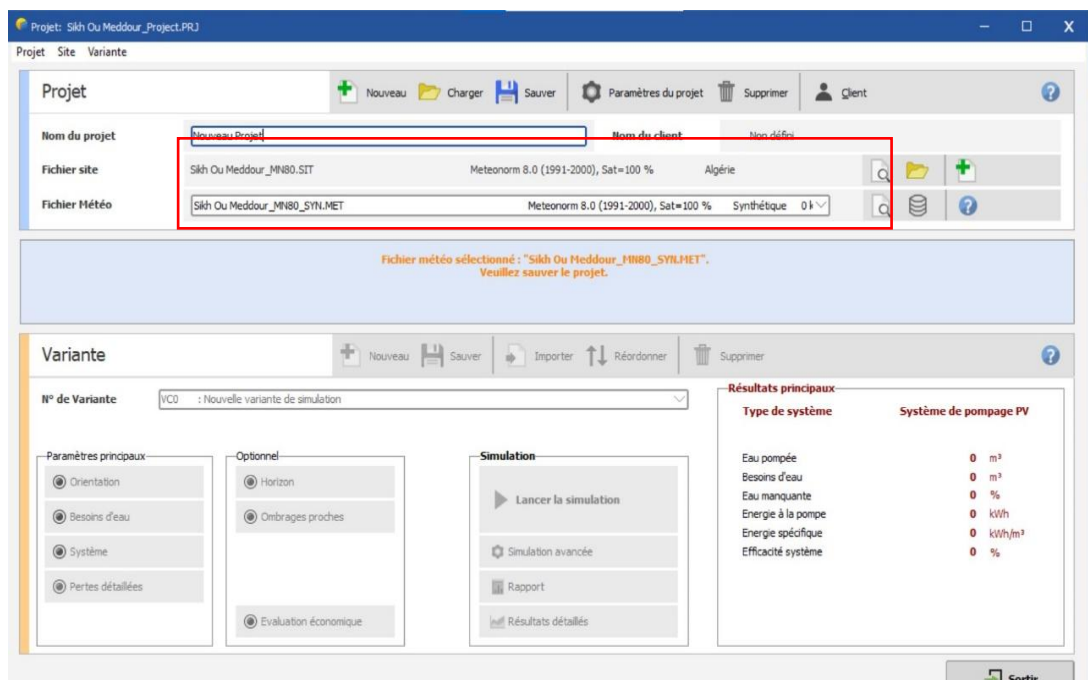 Projet: Sikh Ou Meddour_Project.PRJ
Projet Site Variante
Projet Nouveau Charger Sauver Paramètres du projet Supprimer Client
Nom du projet Nouveau Projet Nom du client Non défini
Fichier site Sikh Ou Meddour_MN80.SIT Meteonorm 8.0 (1991-2000), Sat=100 % Algérie
Fichier Météo Sikh Ou Meddour_MN80_SYN.MET Meteonorm 8.0 (1991-2000), Sat=100 % Synthétique 0 k
Fichier météo sélectionné : "Sikh Ou Meddour_MN80_SYN.MET".
Veuillez sauver le projet.
Variante Nouveau Sauver Importer Réordonner Supprimer
N° de Variante VC0 : Nouvelle variante de simulation
Paramètres principaux
Orientation
Besoins d'eau
Système
Pertes détaillées
Optionnel
Horizon
Ombrages proches
Evaluation économique
Simulation
Lancer la simulation
Simulation avancée
Rapport
Résultats détaillés
Résultats principaux
Type de système Système de pompage PV
Eau pompée 0 m³
Besoins d'eau 0 m³
Eau manquante 0 %
Energie à la pompe 0 kWh
Energie spécifique 0 kWh/m³
Efficacité système 0 %
Sortir